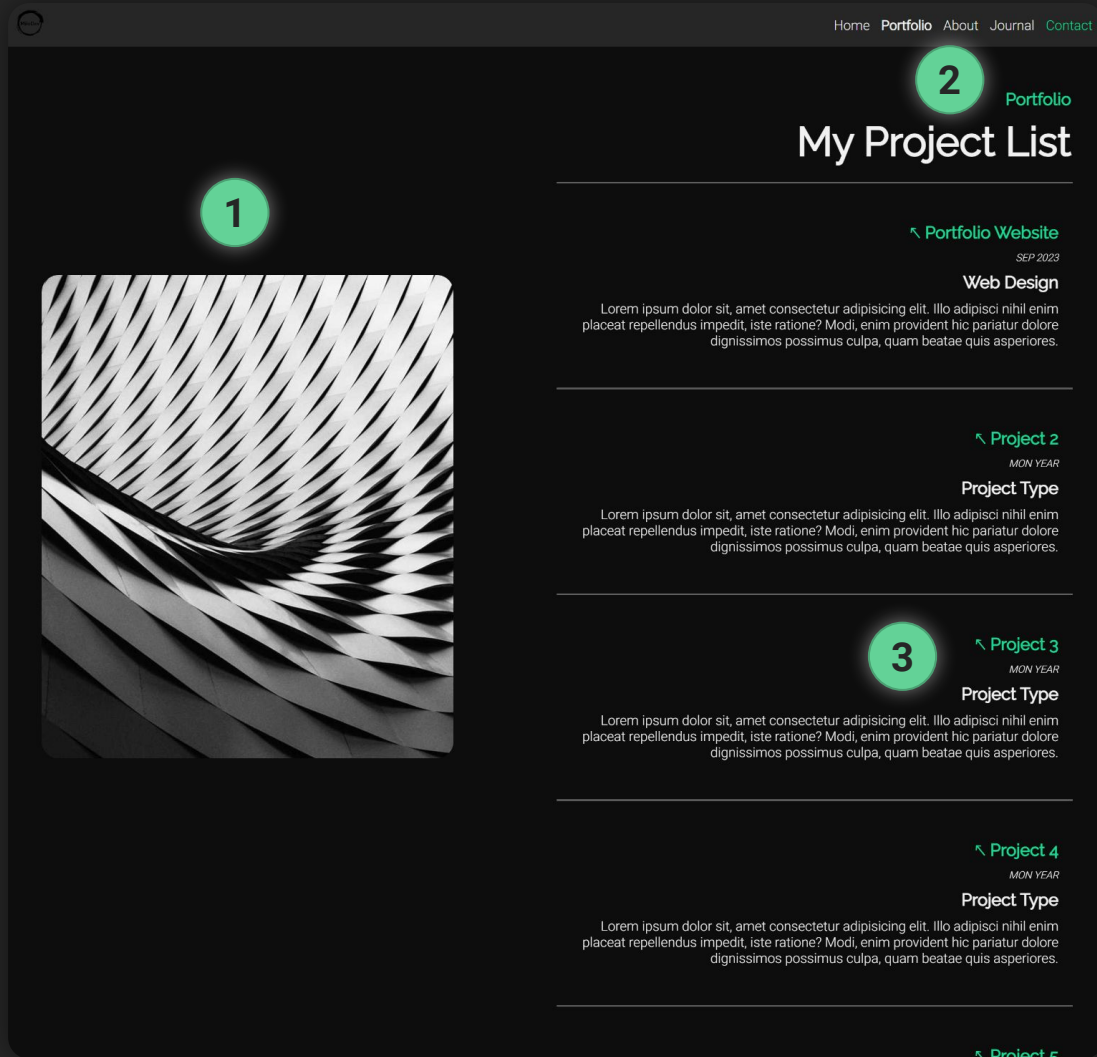 Home Portfolio About Journal Contact
2
Portfolio
My Project List
1
↖ Portfolio Website
SEP 2023
Web Design
Lorem ipsum dolor sit, amet consectetur adipisicing elit. Illo adipisci nihil enim
placeat repellendus impedit, iste ratione? Modi, enim provident hic pariatur dolore
dignissimos possimus culpa, quam beatae quis asperiores.
↖ Project 2
MON YEAR
Project Type
Lorem ipsum dolor sit, amet consectetur adipisicing elit. Illo adipisci nihil enim
placeat repellendus impedit, iste ratione? Modi, enim provident hic pariatur dolore
dignissimos possimus culpa, quam beatae quis asperiores.
3
↖ Project 3
MON YEAR
Project Type
Lorem ipsum dolor sit, amet consectetur adipisicing elit. Illo adipisci nihil enim
placeat repellendus impedit, iste ratione? Modi, enim provident hic pariatur dolore
dignissimos possimus culpa, quam beatae quis asperiores.
↖ Project 4
MON YEAR
Project Type
Lorem ipsum dolor sit, amet consectetur adipisicing elit. Illo adipisci nihil enim
placeat repellendus impedit, iste ratione? Modi, enim provident hic pariatur dolore
dignissimos possimus culpa, quam beatae quis asperiores.
↖ Project 5